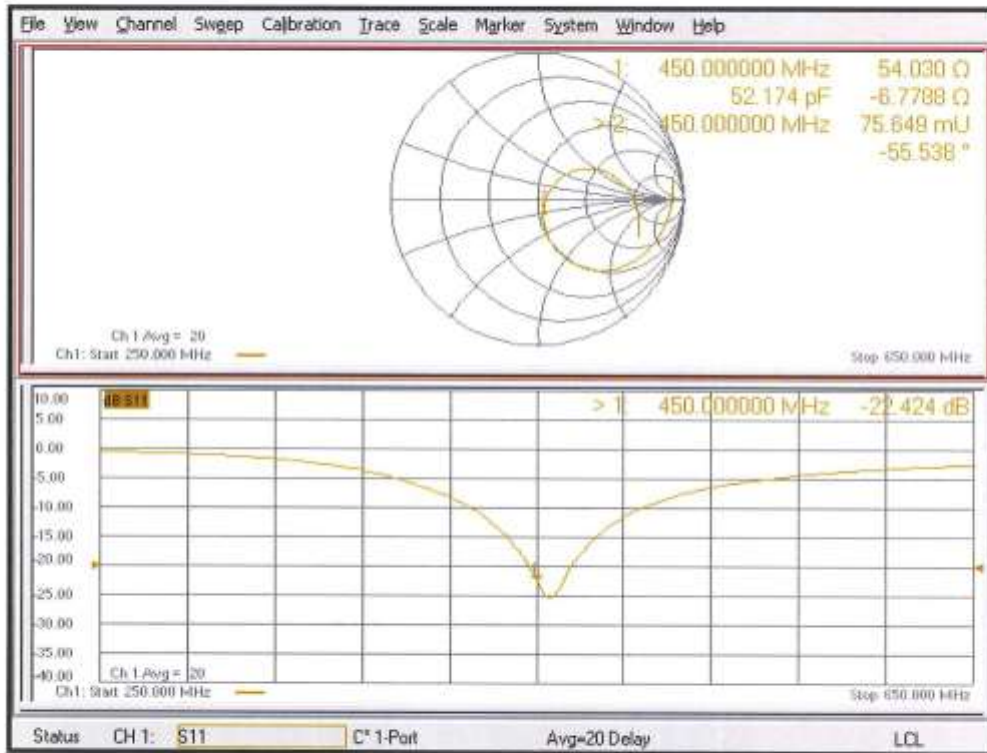 File View Channel Sweep Calibration Trace Scale Marker System Window Help
1: 450.000000 MHz 54.030 Ω
52.174 pF -6.7788 Ω
> 2: 450.000000 MHz 75.649 mU
-55.538 °
Ch 1 Avg = 20
Ch1: Start 250.000 MHz
Stop 650.000 MHz
10.00
dB S11
> 1: 450.000000 MHz -22.424 dB
5.00
0.00
-5.00
-10.00
-15.00
-20.00
-25.00
-30.00
-35.00
-40.00
Ch 1 Avg = 20
Ch1: Start 250.000 MHz
Stop 650.000 MHz
Status CH 1: S11 C* 1-Port Avg=20 Delay LCL